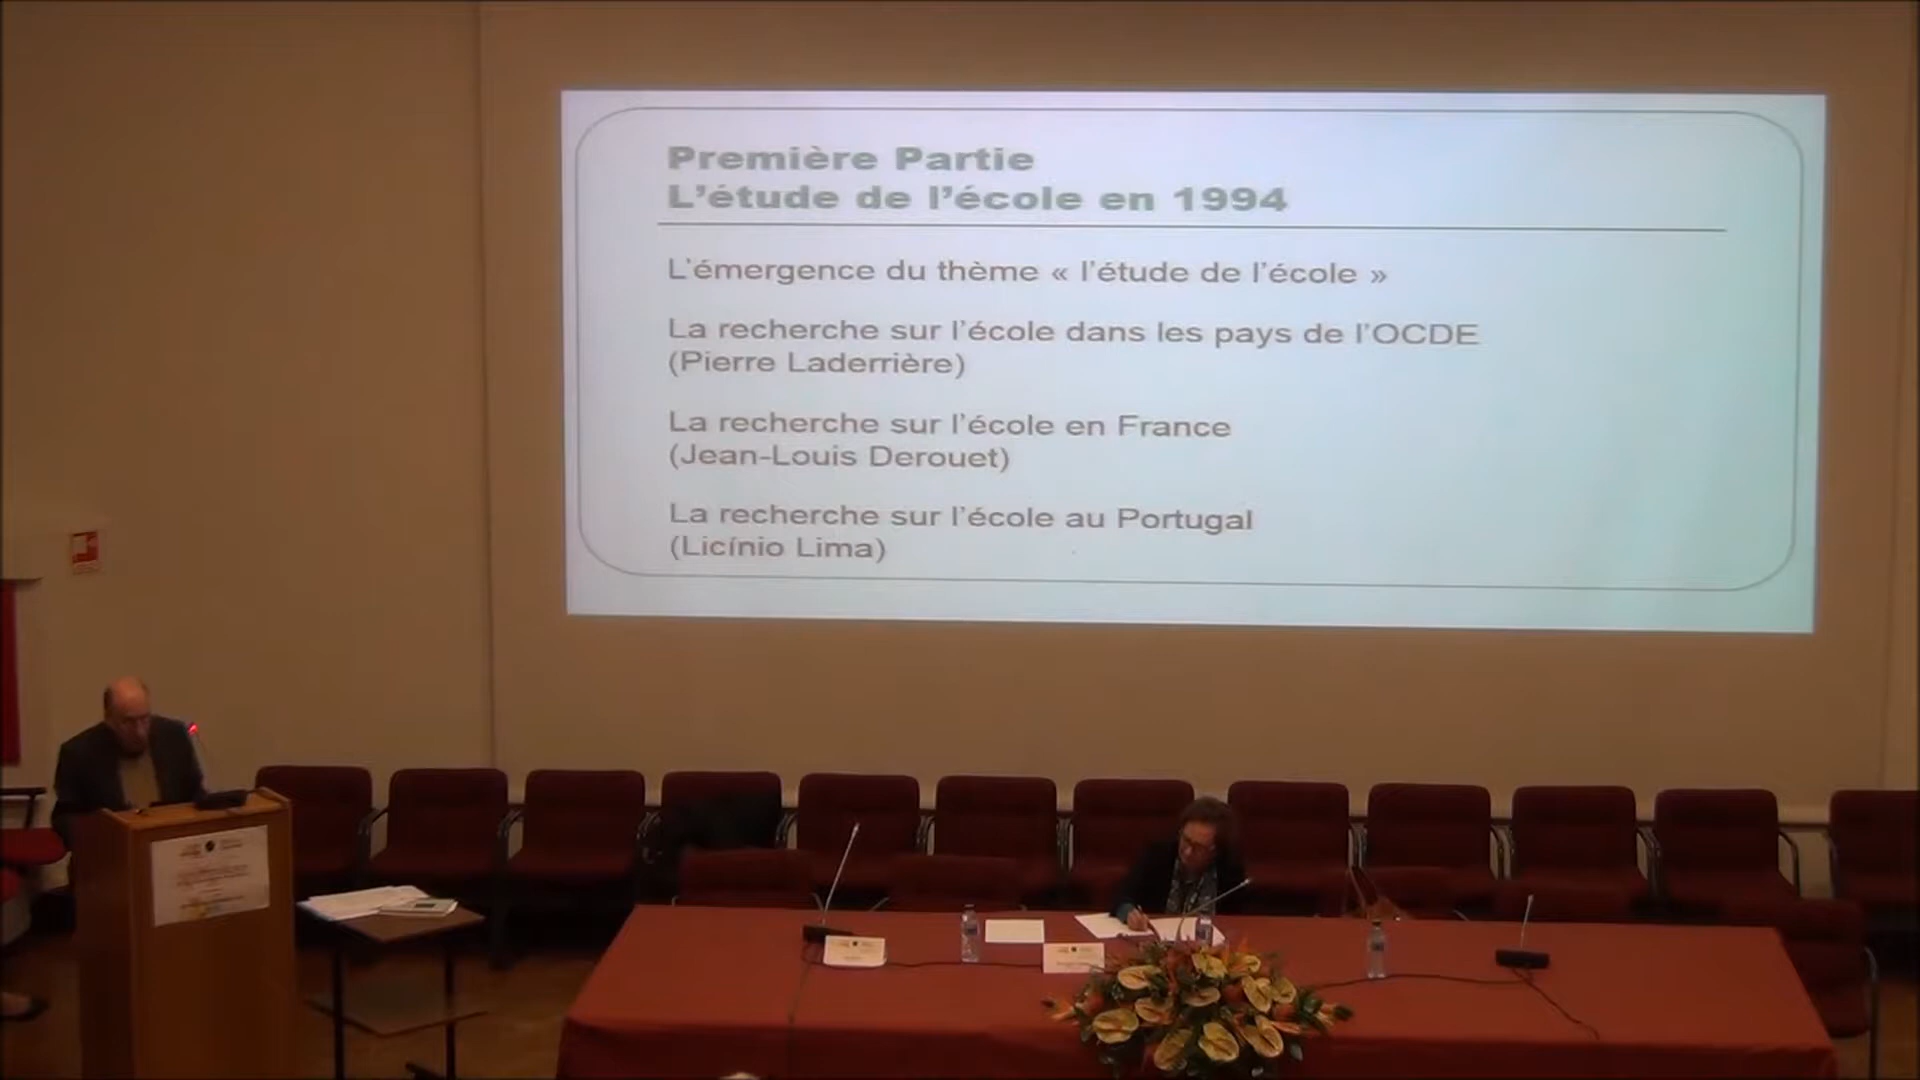 Première Partie
L'étude de l'école en 1994
L'émergence du thème « l'étude de l'école »
La recherche sur l'école dans les pays de l'OCDE
(Pierre Laderrière)
La recherche sur l'école en France
(Jean-Louis Derouet)
La recherche sur l'école au Portugal
(Licínio Lima)